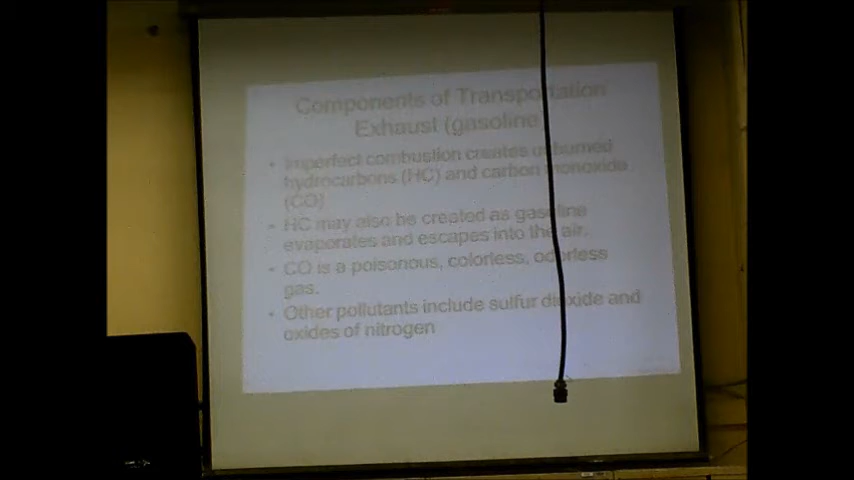 Components of Transportation
Exhaust (gasoline)
• Imperfect combustion creates unburned
hydrocarbons (HC) and carbon monoxide
(CO)
• HC may also be created as gasoline
evaporates and escapes into the air.
• CO is a poisonous, colorless, odorless
gas.
• Other pollutants include sulfur dioxide and
oxides of nitrogen